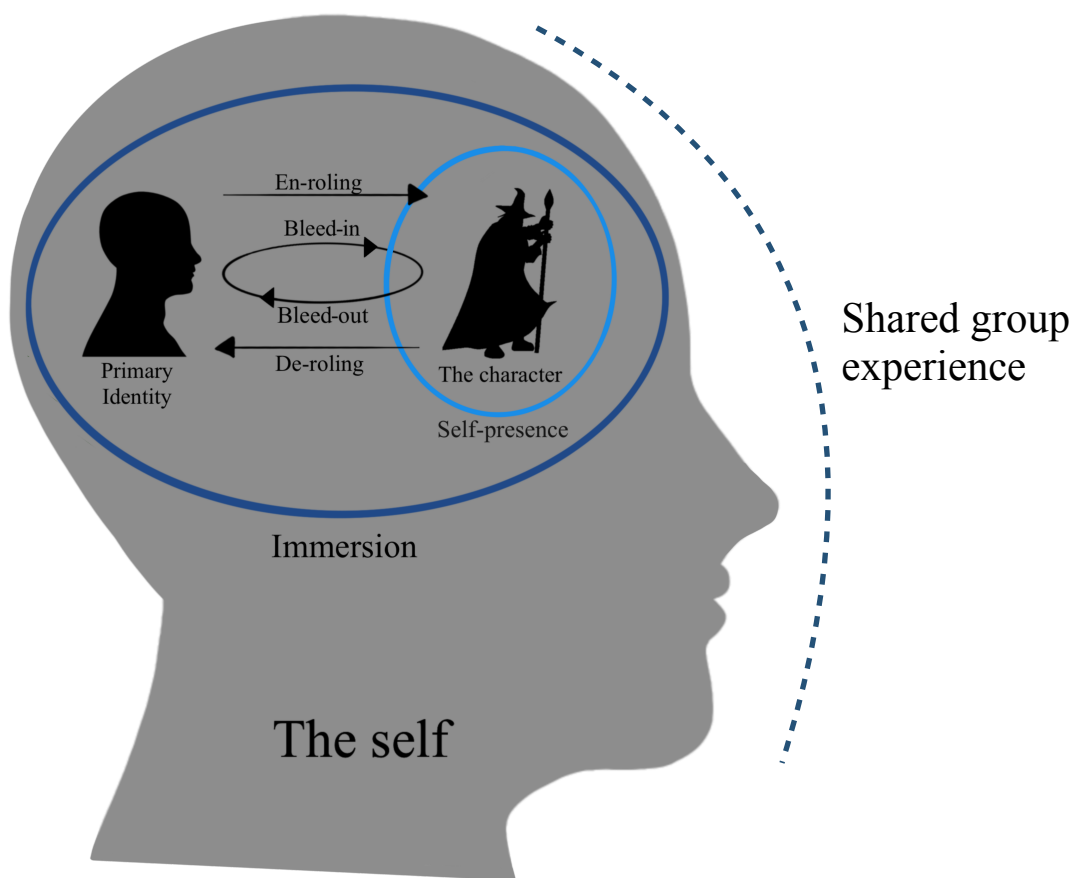 En-roling
Bleed-in
Bleed-out
De-roling
Primary
Identity
The character
Self-presence
Immersion
The self
Shared group
experience